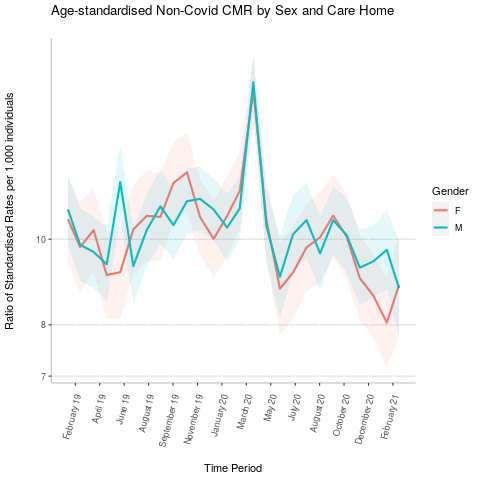 Age-standardised Non-Covid CMR by Sex and Care Home
Ratio of Standardised Rates per 1,000 individuals
10
8
7
February 19
April 19
June 19
August 19
September 19
November 19
January 20
March 20
May 20
July 20
August 20
October 20
December 20
February 21
Time Period
Gender
F
M